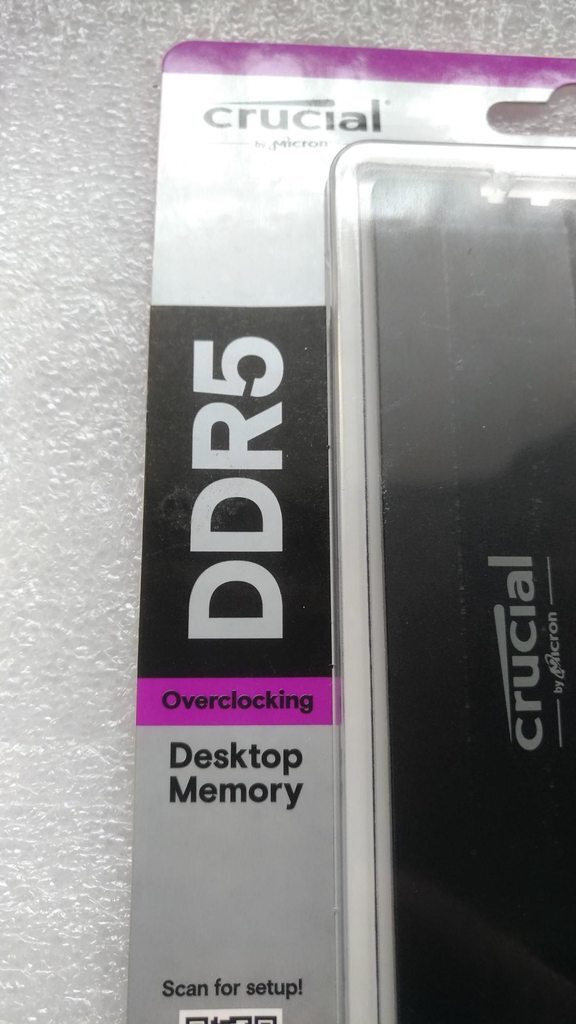 crucial
by Micron
DDR5
Overclocking
Desktop
Memory
Scan for setup!
crucial
by Micron